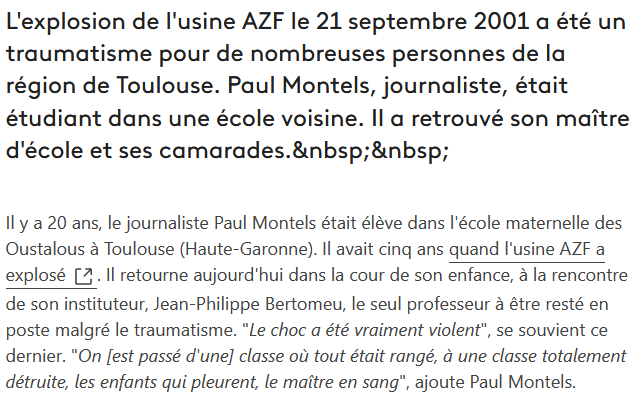 L'explosion de l'usine AZF le 21 septembre 2001 a été un
traumatisme pour de nombreuses personnes de la
région de Toulouse. Paul Montels, journaliste, était
étudiant dans une école voisine. Il a retrouvé son maître
d'école et ses camarades.&nbsp;&nbsp;
Il y a 20 ans, le journaliste Paul Montels était élève dans l'école maternelle des
Oustalous à Toulouse (Haute-Garonne). Il avait cinq ans quand l'usine AZF a
explosé. Il retourne aujourd'hui dans la cour de son enfance, à la rencontre
de son instituteur, Jean-Philippe Bertomeu, le seul professeur à être resté en
poste malgré le traumatisme. "Le choc a été vraiment violent", se souvient ce
dernier. "On [est passé d'une] classe où tout était rangé, à une classe totalement
détruite, les enfants qui pleurent, le maître en sang", ajoute Paul Montels.